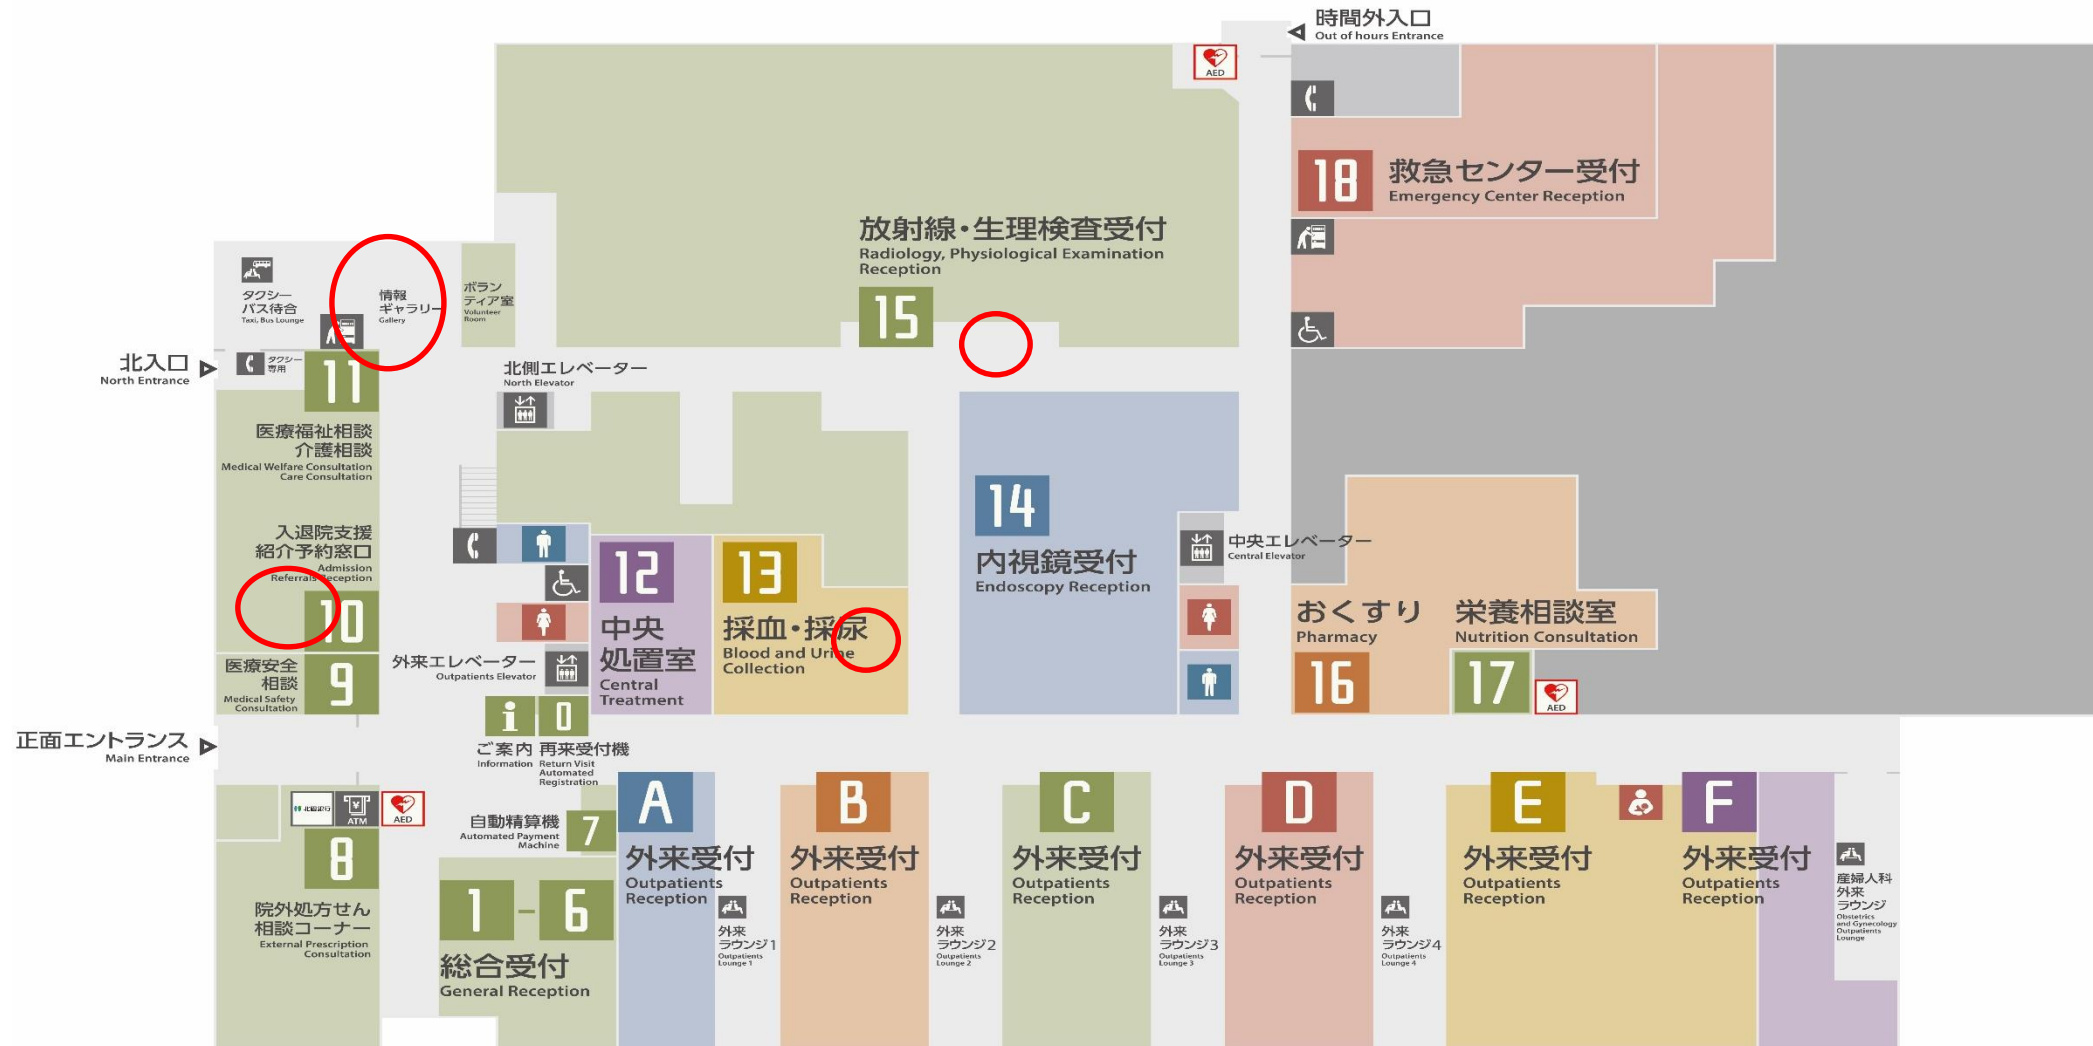 時間外入口
Out of hours Entrance
AED
18
救急センター受付
Emergency Center Reception
放射線・生理検査受付
Radiology, Physiological Examination
Reception
15
タクシー
バス待合
Taxi, Bus Lounge
情報
ギャラリー
Gallery
ボラン
ティア室
Volunteer
Room
北入口
North Entrance
タクシー
専用
11
医療福祉相談
介護相談
Medical Welfare Consultation
Care Consultation
北側エレベーター
North Elevator
入退院支援
紹介予約窓口
Admission
Referrals Reception
10
医療安全
相談
Medical Safety
Consultation
9
12
中央
処置室
Central
Treatment
13
採血・採尿
Blood and Urine
Collection
14
内視鏡受付
Endoscopy Reception
中央エレベーター
Central Elevator
おくすり
Pharmacy
16
栄養相談室
Nutrition Consultation
17
AED
外来エレベーター
Outpatients Elevator
i
0
ご案内
Information
再来受付機
Return Visit
Automated
Registration
正面エントランス
Main Entrance
ATM
AED
8
院外処方せん
相談コーナー
External Prescription
Consultation
自動精算機
Automated Payment
Machine
7
1 - 6
総合受付
General Reception
A
外来受付
Outpatients
Reception
外来
ラウンジ1
Outpatients
Lounge 1
B
外来受付
Outpatients
Reception
外来
ラウンジ2
Outpatients
Lounge 2
C
外来受付
Outpatients
Reception
外来
ラウンジ3
Outpatients
Lounge 3
D
外来受付
Outpatients
Reception
外来
ラウンジ4
Outpatients
Lounge 4
E
外来受付
Outpatients
Reception
F
外来受付
Outpatients
Reception
産婦人科
外来
ラウンジ
Obstetrics
and Gynecology
Outpatients
Lounge